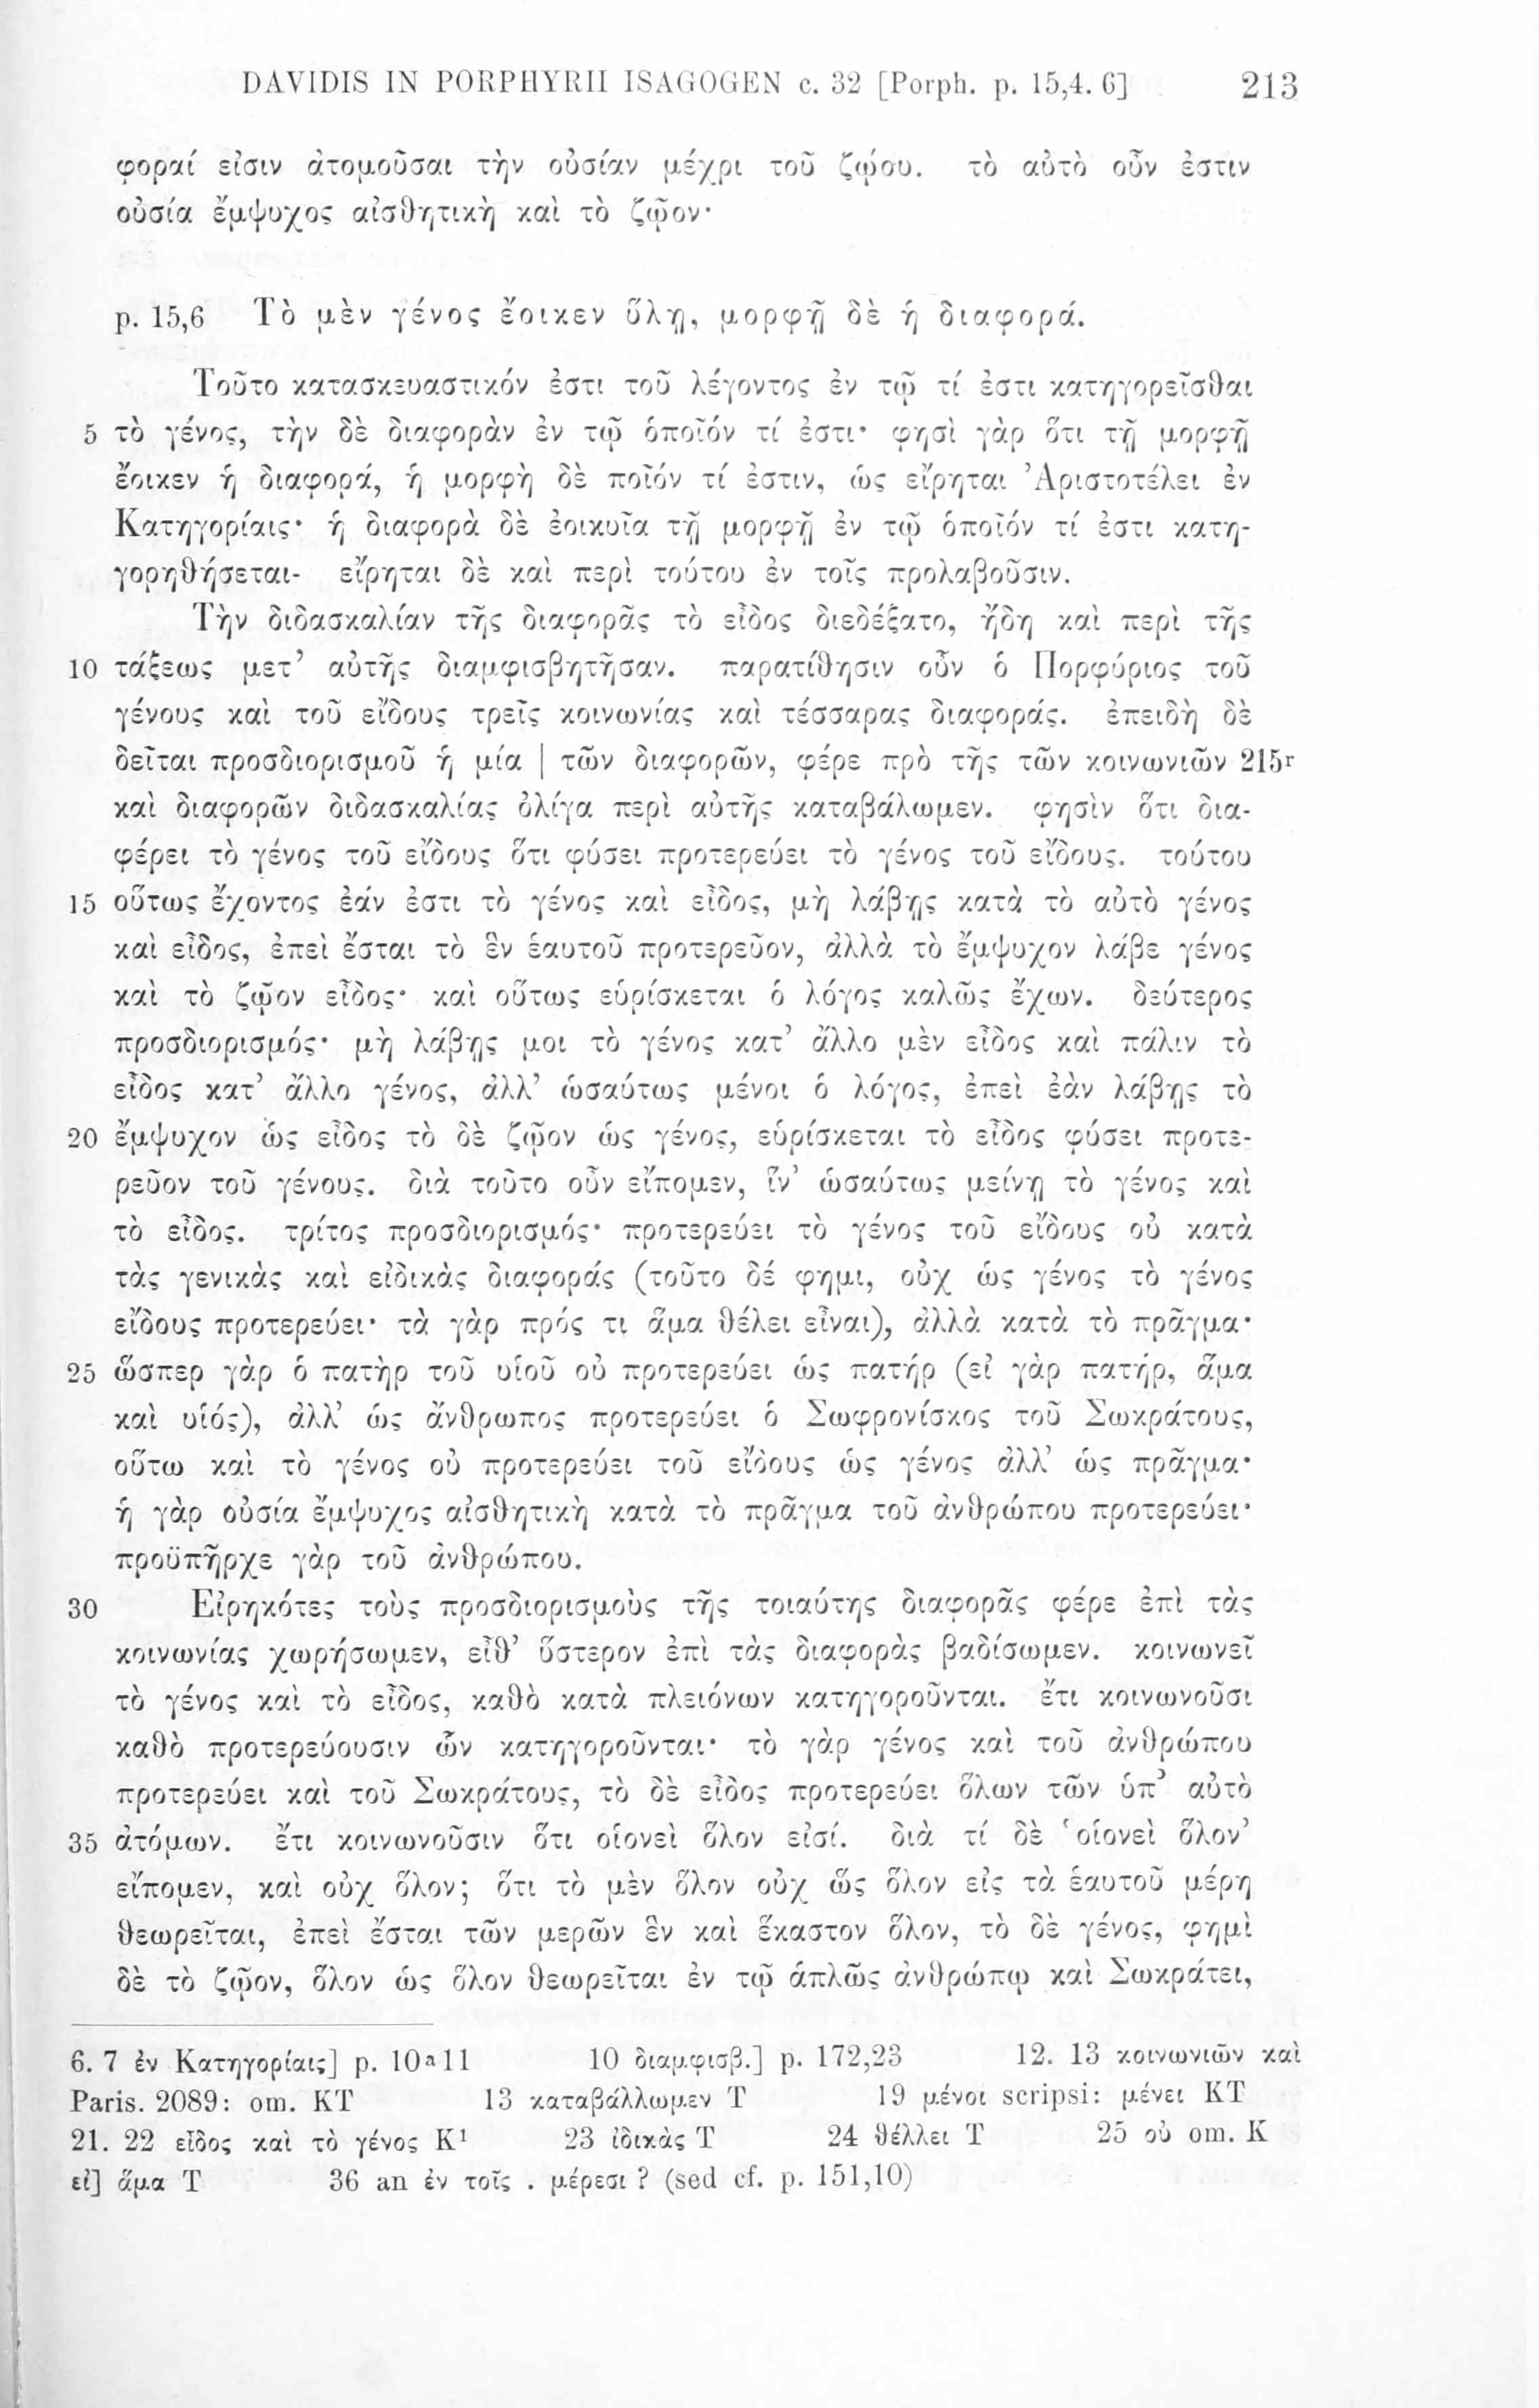 DAVIDIS IN PORPHYRII ISAGOGEN c. 32 [Porph. p. 15,4. 6] 213
φοραί εἰσιν ἀτομοῦσαι τὴν οὐσίαν μέχρι τοῦ ζῴου. τὸ αὐτὸ οὖν ἐστιν
οὐσία ἔμψυχος αἰσθητικὴ καὶ τὸ ζῷον·
p. 15,6 Τὸ μὲν γένος ἔοικεν ὕλῃ, μορφῇ δὲ ἡ διαφορά.
Τοῦτο κατασκευαστικόν ἐστι τοῦ λέγοντος ἐν τῷ τί ἐστι κατηγορεῖσθαι
5 τὸ γένος, τὴν δὲ διαφορὰν ἐν τῷ ὁποῖόν τί ἐστι· φησὶ γὰρ ὅτι τῇ μορφῇ
ἔοικεν ἡ διαφορά, ἡ μορφὴ δὲ ποῖόν τί ἐστιν, ὡς εἴρηται Ἀριστοτέλει ἐν
Κατηγορίαις· ἡ διαφορὰ δὲ ἐοικυῖα τῇ μορφῇ ἐν τῷ ὁποῖόν τί ἐστι κατη-
γορηθήσεται· εἴρηται δὲ καὶ περὶ τούτου ἐν τοῖς προλαβοῦσιν.
Τὴν διδασκαλίαν τῆς διαφορᾶς τὸ εἶδος διεδέξατο, ἤδη καὶ περὶ τῆς
10 τάξεως μετ’ αὐτῆς διαμφισβητῆσαν. παρατίθησιν οὖν ὁ Πορφύριος τοῦ
γένους καὶ τοῦ εἴδους τρεῖς κοινωνίας καὶ τέσσαρας διαφοράς. ἐπειδὴ δὲ
δεῖται προσδιορισμοῦ ἡ μία | τῶν διαφορῶν, φέρε πρὸ τῆς τῶν κοινωνιῶν 215r
καὶ διαφορῶν διδασκαλίας ὀλίγα περὶ αὐτῆς καταβάλωμεν. φησὶν ὅτι δια-
φέρει τὸ γένος τοῦ εἴδους ὅτι φύσει προτερεύει τὸ γένος τοῦ εἴδους. τούτου
15 οὕτως ἔχοντος ἐάν ἐστι τὸ γένος καὶ εἶδος, μὴ λάβῃς κατὰ τὸ αὐτὸ γένος
καὶ εἶδος, ἐπεὶ ἔσται τὸ ἓν ἑαυτοῦ προτερεῦον, ἀλλὰ τὸ ἔμψυχον λάβε γένος
καὶ τὸ ζῷον εἶδος· καὶ οὕτως εὑρίσκεται ὁ λόγος καλῶς ἔχων. δεύτερος
προσδιορισμός· μὴ λάβῃς μοι τὸ γένος κατ’ ἄλλο μὲν εἶδος καὶ πάλιν τὸ
εἶδος κατ’ ἄλλο γένος, ἀλλ’ ὡσαύτως μένοι ὁ λόγος, ἐπεὶ ἐὰν λάβῃς τὸ
20 ἔμψυχον ὡς εἶδος τὸ δὲ ζῷον ὡς γένος, εὑρίσκεται τὸ εἶδος φύσει προτε-
ρεῦον τοῦ γένους. διὰ τοῦτο οὖν εἴπομεν, ἵν’ ὡσαύτως μείνῃ τὸ γένος καὶ
τὸ εἶδος. τρίτος προσδιορισμός· προτερεύει τὸ γένος τοῦ εἴδους οὐ κατὰ
τὰς γενικὰς καὶ εἰδικὰς διαφοράς (τοῦτο δέ φημι, οὐχ ὡς γένος τὸ γένος
εἴδους προτερεύει· τὰ γὰρ πρός τι ἅμα θέλει εἶναι), ἀλλὰ κατὰ τὸ πρᾶγμα·
25 ὥσπερ γὰρ ὁ πατὴρ τοῦ υἱοῦ οὐ προτερεύει ὡς πατήρ (εἰ γὰρ πατήρ, ἅμα
καὶ υἱός), ἀλλ’ ὡς ἄνθρωπος προτερεύει ὁ Σωφρονίσκος τοῦ Σωκράτους,
οὕτω καὶ τὸ γένος οὐ προτερεύει τοῦ εἴδους ὡς γένος ἀλλ’ ὡς πρᾶγμα·
ἡ γὰρ οὐσία ἔμψυχος αἰσθητικὴ κατὰ τὸ πρᾶγμα τοῦ ἀνθρώπου προτερεύει·
προϋπῆρχε γὰρ τοῦ ἀνθρώπου.
30 Εἰρηκότες τοὺς προσδιορισμοὺς τῆς τοιαύτης διαφορᾶς φέρε ἐπὶ τὰς
κοινωνίας χωρήσωμεν, εἶθ’ ὕστερον ἐπὶ τὰς διαφορὰς βαδίσωμεν. κοινωνεῖ
τὸ γένος καὶ τὸ εἶδος, καθὸ κατὰ πλειόνων κατηγοροῦνται. ἔτι κοινωνοῦσι
καθὸ προτερεύουσιν ὧν κατηγοροῦνται· τὸ γὰρ γένος καὶ τοῦ ἀνθρώπου
προτερεύει καὶ τοῦ Σωκράτους, τὸ δὲ εἶδος προτερεύει ὅλων τῶν ὑπ’ αὐτὸ
35 ἀτόμων. ἔτι κοινωνοῦσιν ὅτι οἱονεὶ ὅλον εἰσί. διὰ τί δὲ ‘οἱονεὶ ὅλον’
εἴπομεν, καὶ οὐχ ὅλον; ὅτι τὸ μὲν ὅλον οὐχ ὥς ὅλον εἰς τὰ ἑαυτοῦ μέρη
θεωρεῖται, ἐπεὶ ἔσται τῶν μερῶν ἓν καὶ ἕκαστον ὅλον, τὸ δὲ γένος, φημὶ
δὲ τὸ ζῷον, ὅλον ὡς ὅλον θεωρεῖται ἐν τῷ ἁπλῶς ἀνθρώπῳ καὶ Σωκράτει,
6. 7 ἐν Κατηγορίαις] p. 10a11 10 διαμφισβ.] p. 172,23 12. 13 κοινωνιῶν καὶ
Paris. 2089: om. KT 13 καταβάλλωμεν T 19 μένοι scripsi: μένει KT
21. 22 εἶδος καὶ τὸ γένος K¹ 23 ἰδικὰς T 24 θέλλει T 25 οὐ om. K
εἰ] ἅμα T 36 an ἐν τοῖς . μέρεσι ? (sed cf. p. 151,10)